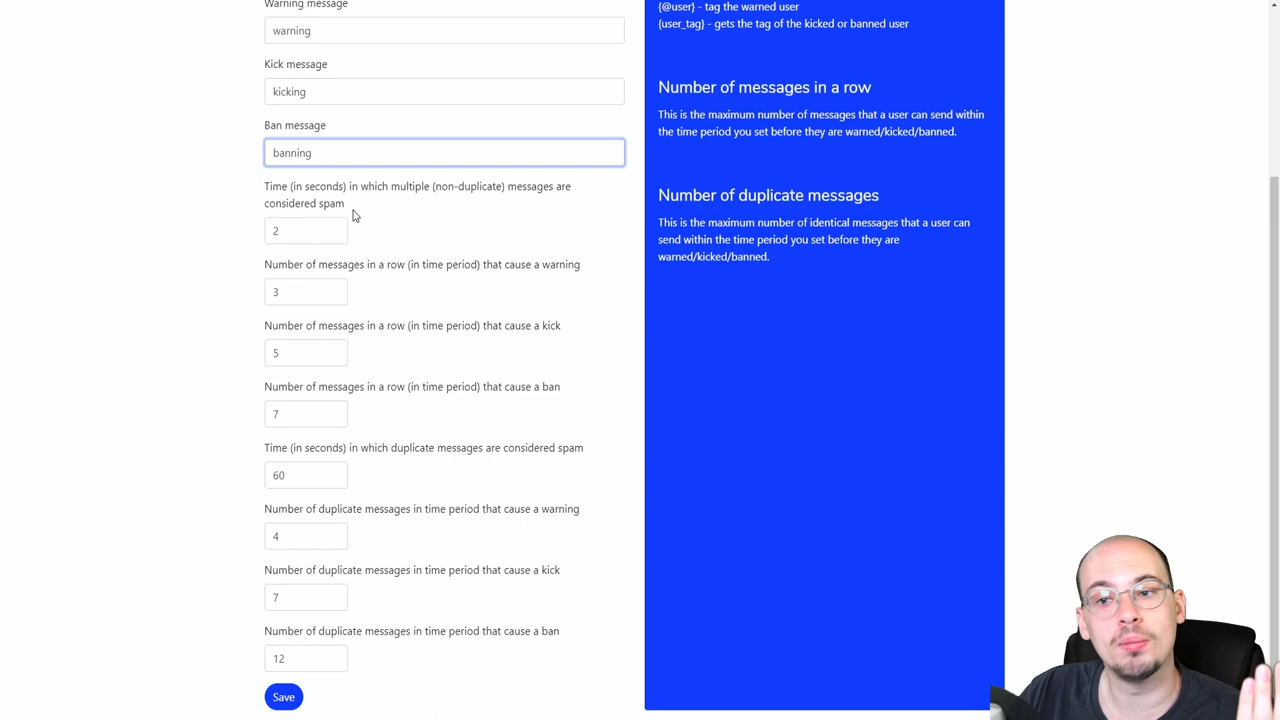 Warning message
warning
Kick message
kicking
Ban message
banning
Time (in seconds) in which multiple (non-duplicate) messages are
considered spam
2
Number of messages in a row (in time period) that cause a warning
3
Number of messages in a row (in time period) that cause a kick
5
Number of messages in a row (in time period) that cause a ban
7
Time (in seconds) in which duplicate messages are considered spam
60
Number of duplicate messages in time period that cause a warning
4
Number of duplicate messages in time period that cause a kick
7
Number of duplicate messages in time period that cause a ban
12
Save
{@user} - tag the warned user
{user_tag} - gets the tag of the kicked or banned user
Number of messages in a row
This is the maximum number of messages that a user can send within
the time period you set before they are warned/kicked/banned.
Number of duplicate messages
This is the maximum number of identical messages that a user can
send within the time period you set before they are
warned/kicked/banned.